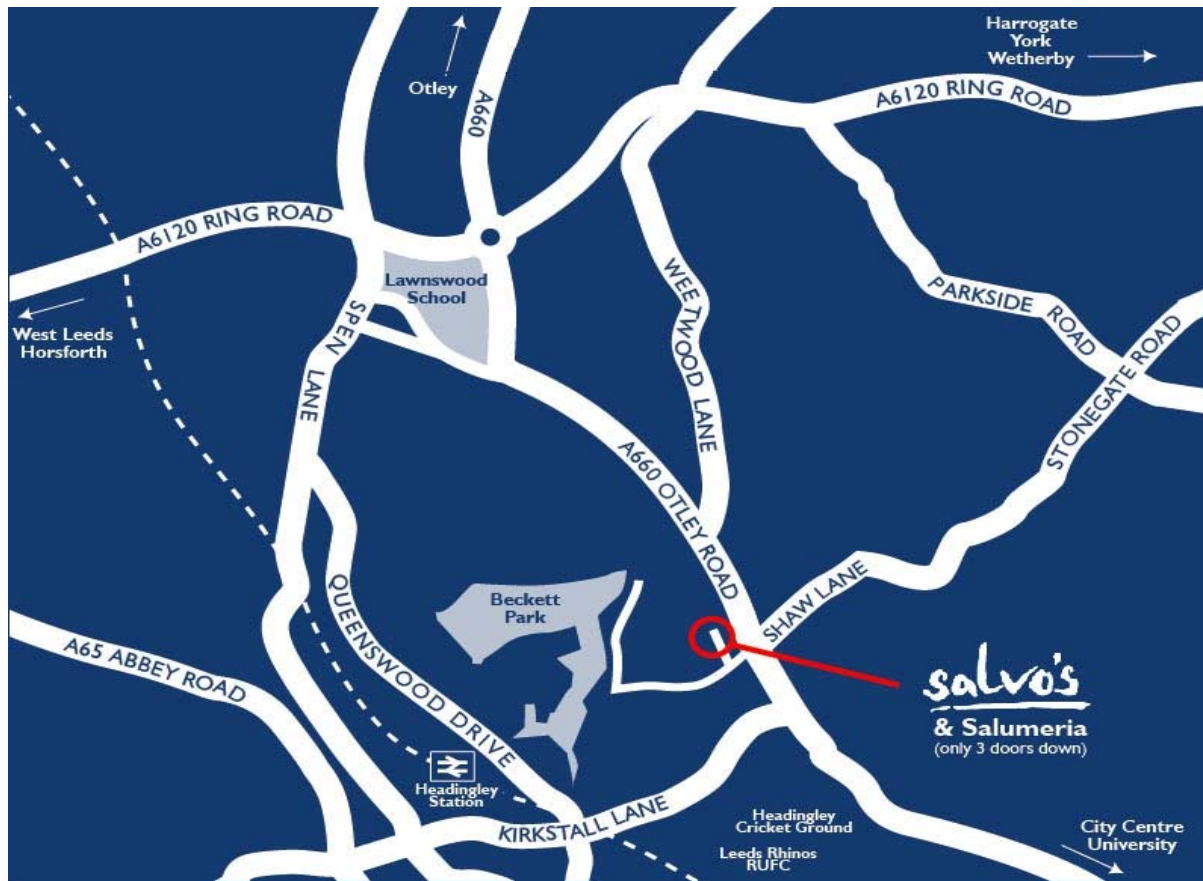 Harrogate
York
Wetherby
Otley
A660
A6120 RING ROAD
A6120 RING ROAD
Lawnswood
School
West Leeds
Horsforth
SPEN LANE
WEETWOOD LANE
PARKSIDE ROAD
STONEGATE ROAD
A660 OTLEY ROAD
SHAW LANE
Beckett
Park
QUEENSWOOD DRIVE
A65 ABBEY ROAD
salvo's
& Salumeria
(only 3 doors down)
Headingley
Station
KIRKSTALL LANE
Headingley
Cricket Ground
Leeds Rhinos
RUFC
City Centre
University